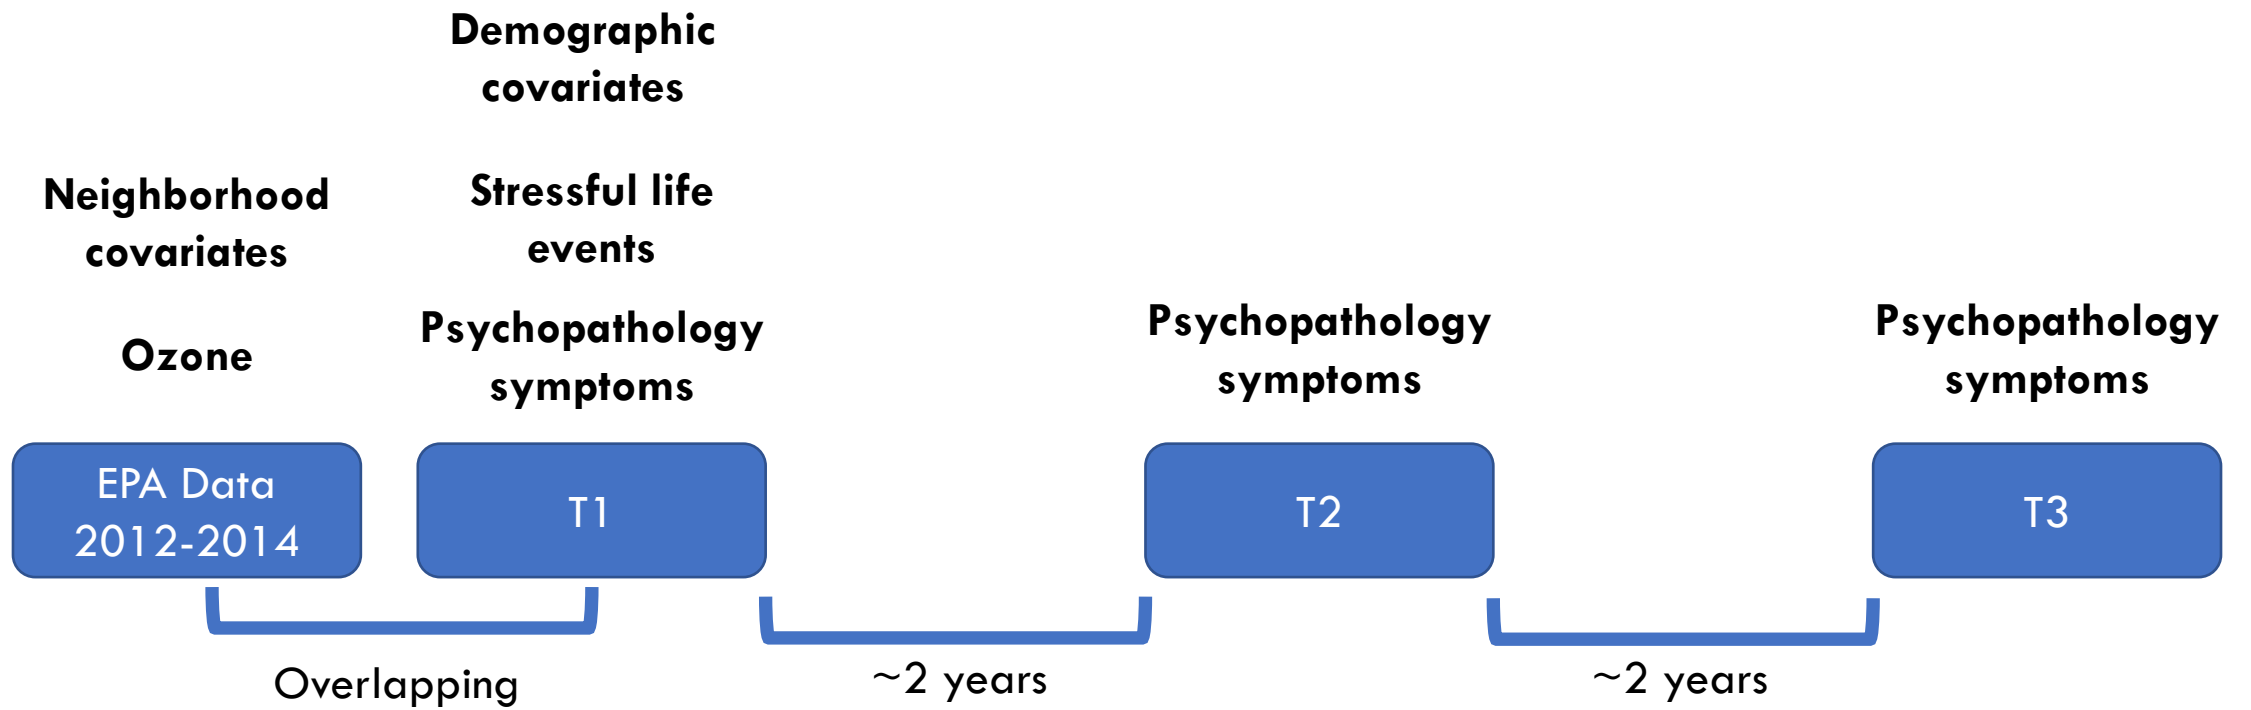 Demographic
covariates
Neighborhood
covariates
Stressful life
events
Ozone
Psychopathology
symptoms
Psychopathology
symptoms
Psychopathology
symptoms
EPA Data
2012-2014
T1
T2
T3
Overlapping
~2 years
~2 years